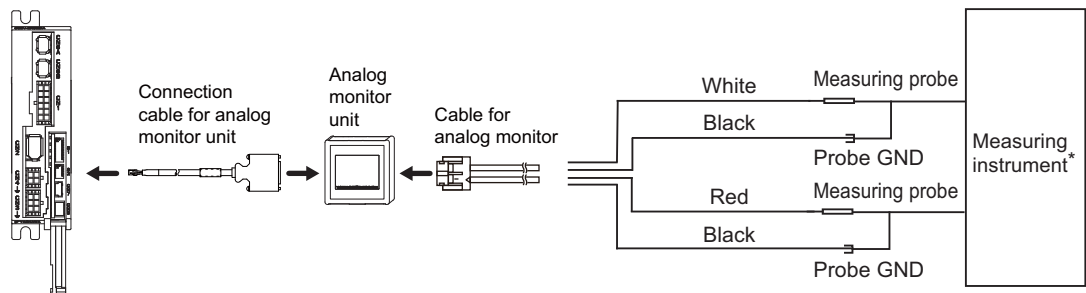 Connection
cable for analog
monitor unit
Analog
monitor
unit
Cable for
analog monitor
White
Measuring probe
Black
Probe GND
Red
Measuring probe
Black
Probe GND
Measuring
instrument*